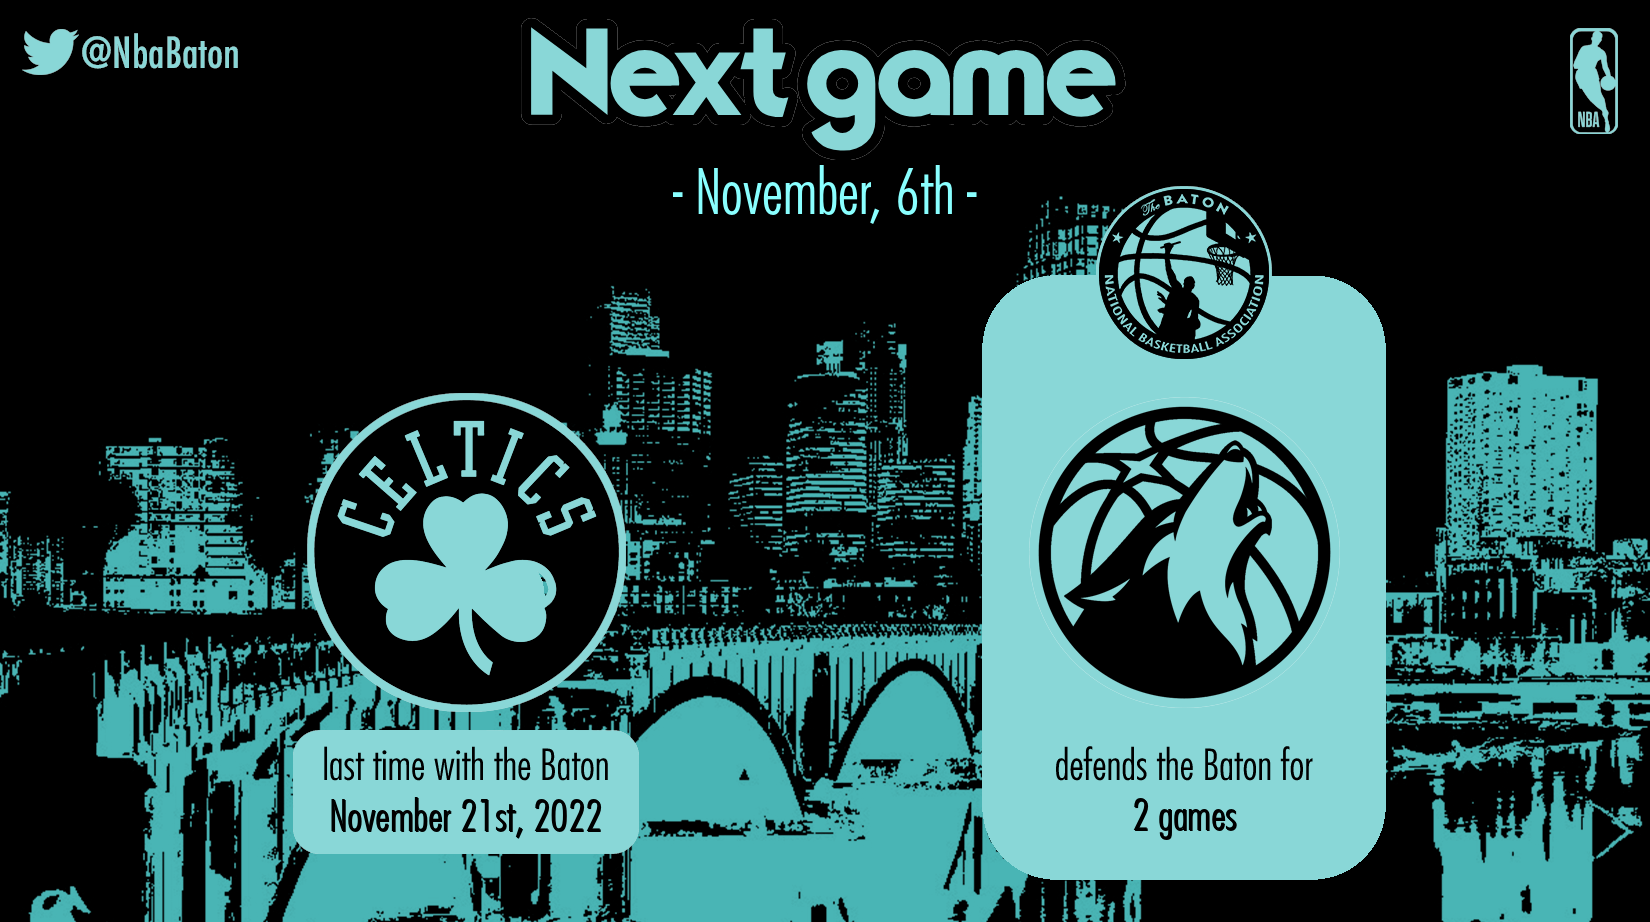 @NbaBaton
Next game
NBA
- November, 6th -
The BATON
NATIONAL BASKETBALL ASSOCIATION
CELTICS
last time with the Baton
November 21st, 2022
defends the Baton for
2 games